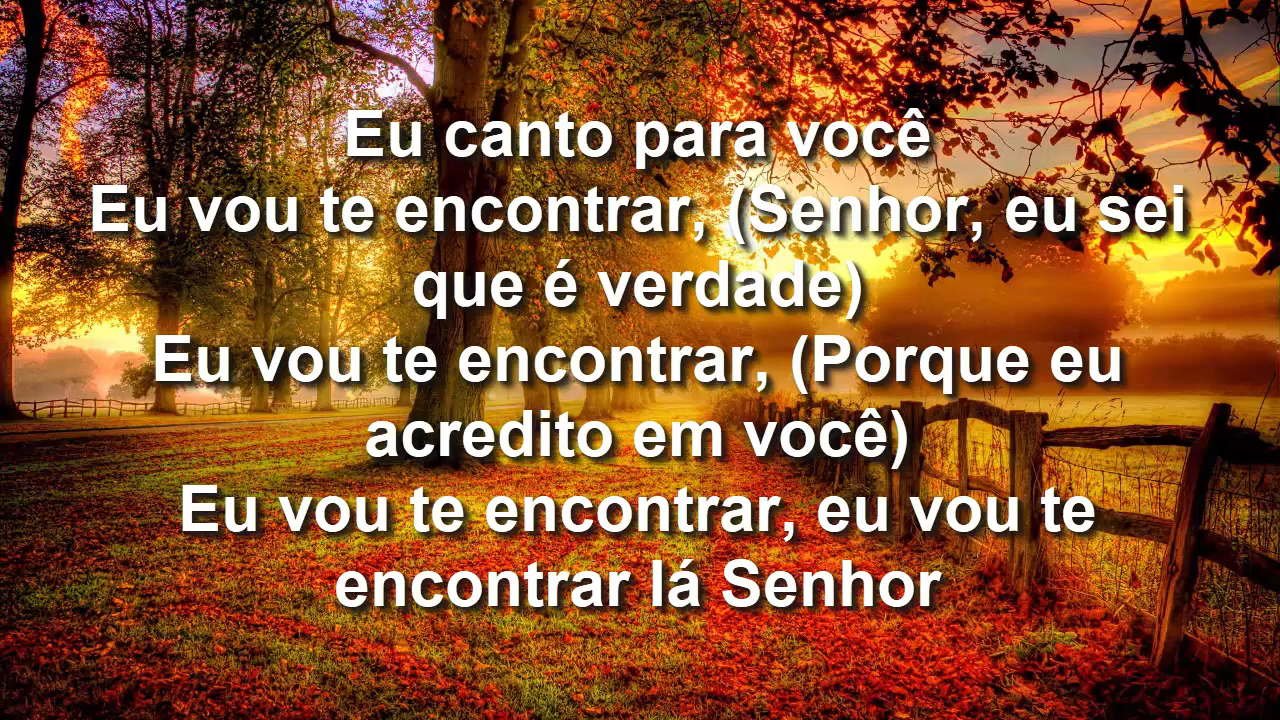 Eu canto para você
Eu vou te encontrar, (Senhor, eu sei
que é verdade)
Eu vou te encontrar, (Porque eu
acredito em você)
Eu vou te encontrar, eu vou te
encontrar lá Senhor